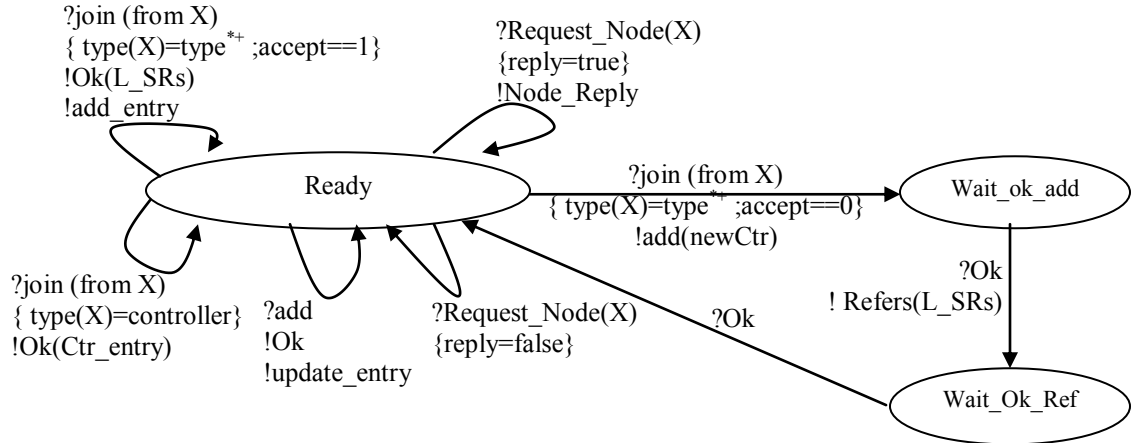 ?join (from X)
{ type(X)=type*+ ;accept==1}
!Ok(L_SRs)
!add_entry
?Request_Node(X)
{reply=true}
!Node_Reply
Ready
?join (from X)
{ type(X)=type*+ ;accept==0}
!add(newCtr)
Wait_ok_add
?join (from X)
{ type(X)=controller}
!Ok(Ctr_entry)
?add
!Ok
!update_entry
?Request_Node(X)
{reply=false}
?Ok
?Ok
! Refers(L_SRs)
Wait_Ok_Ref